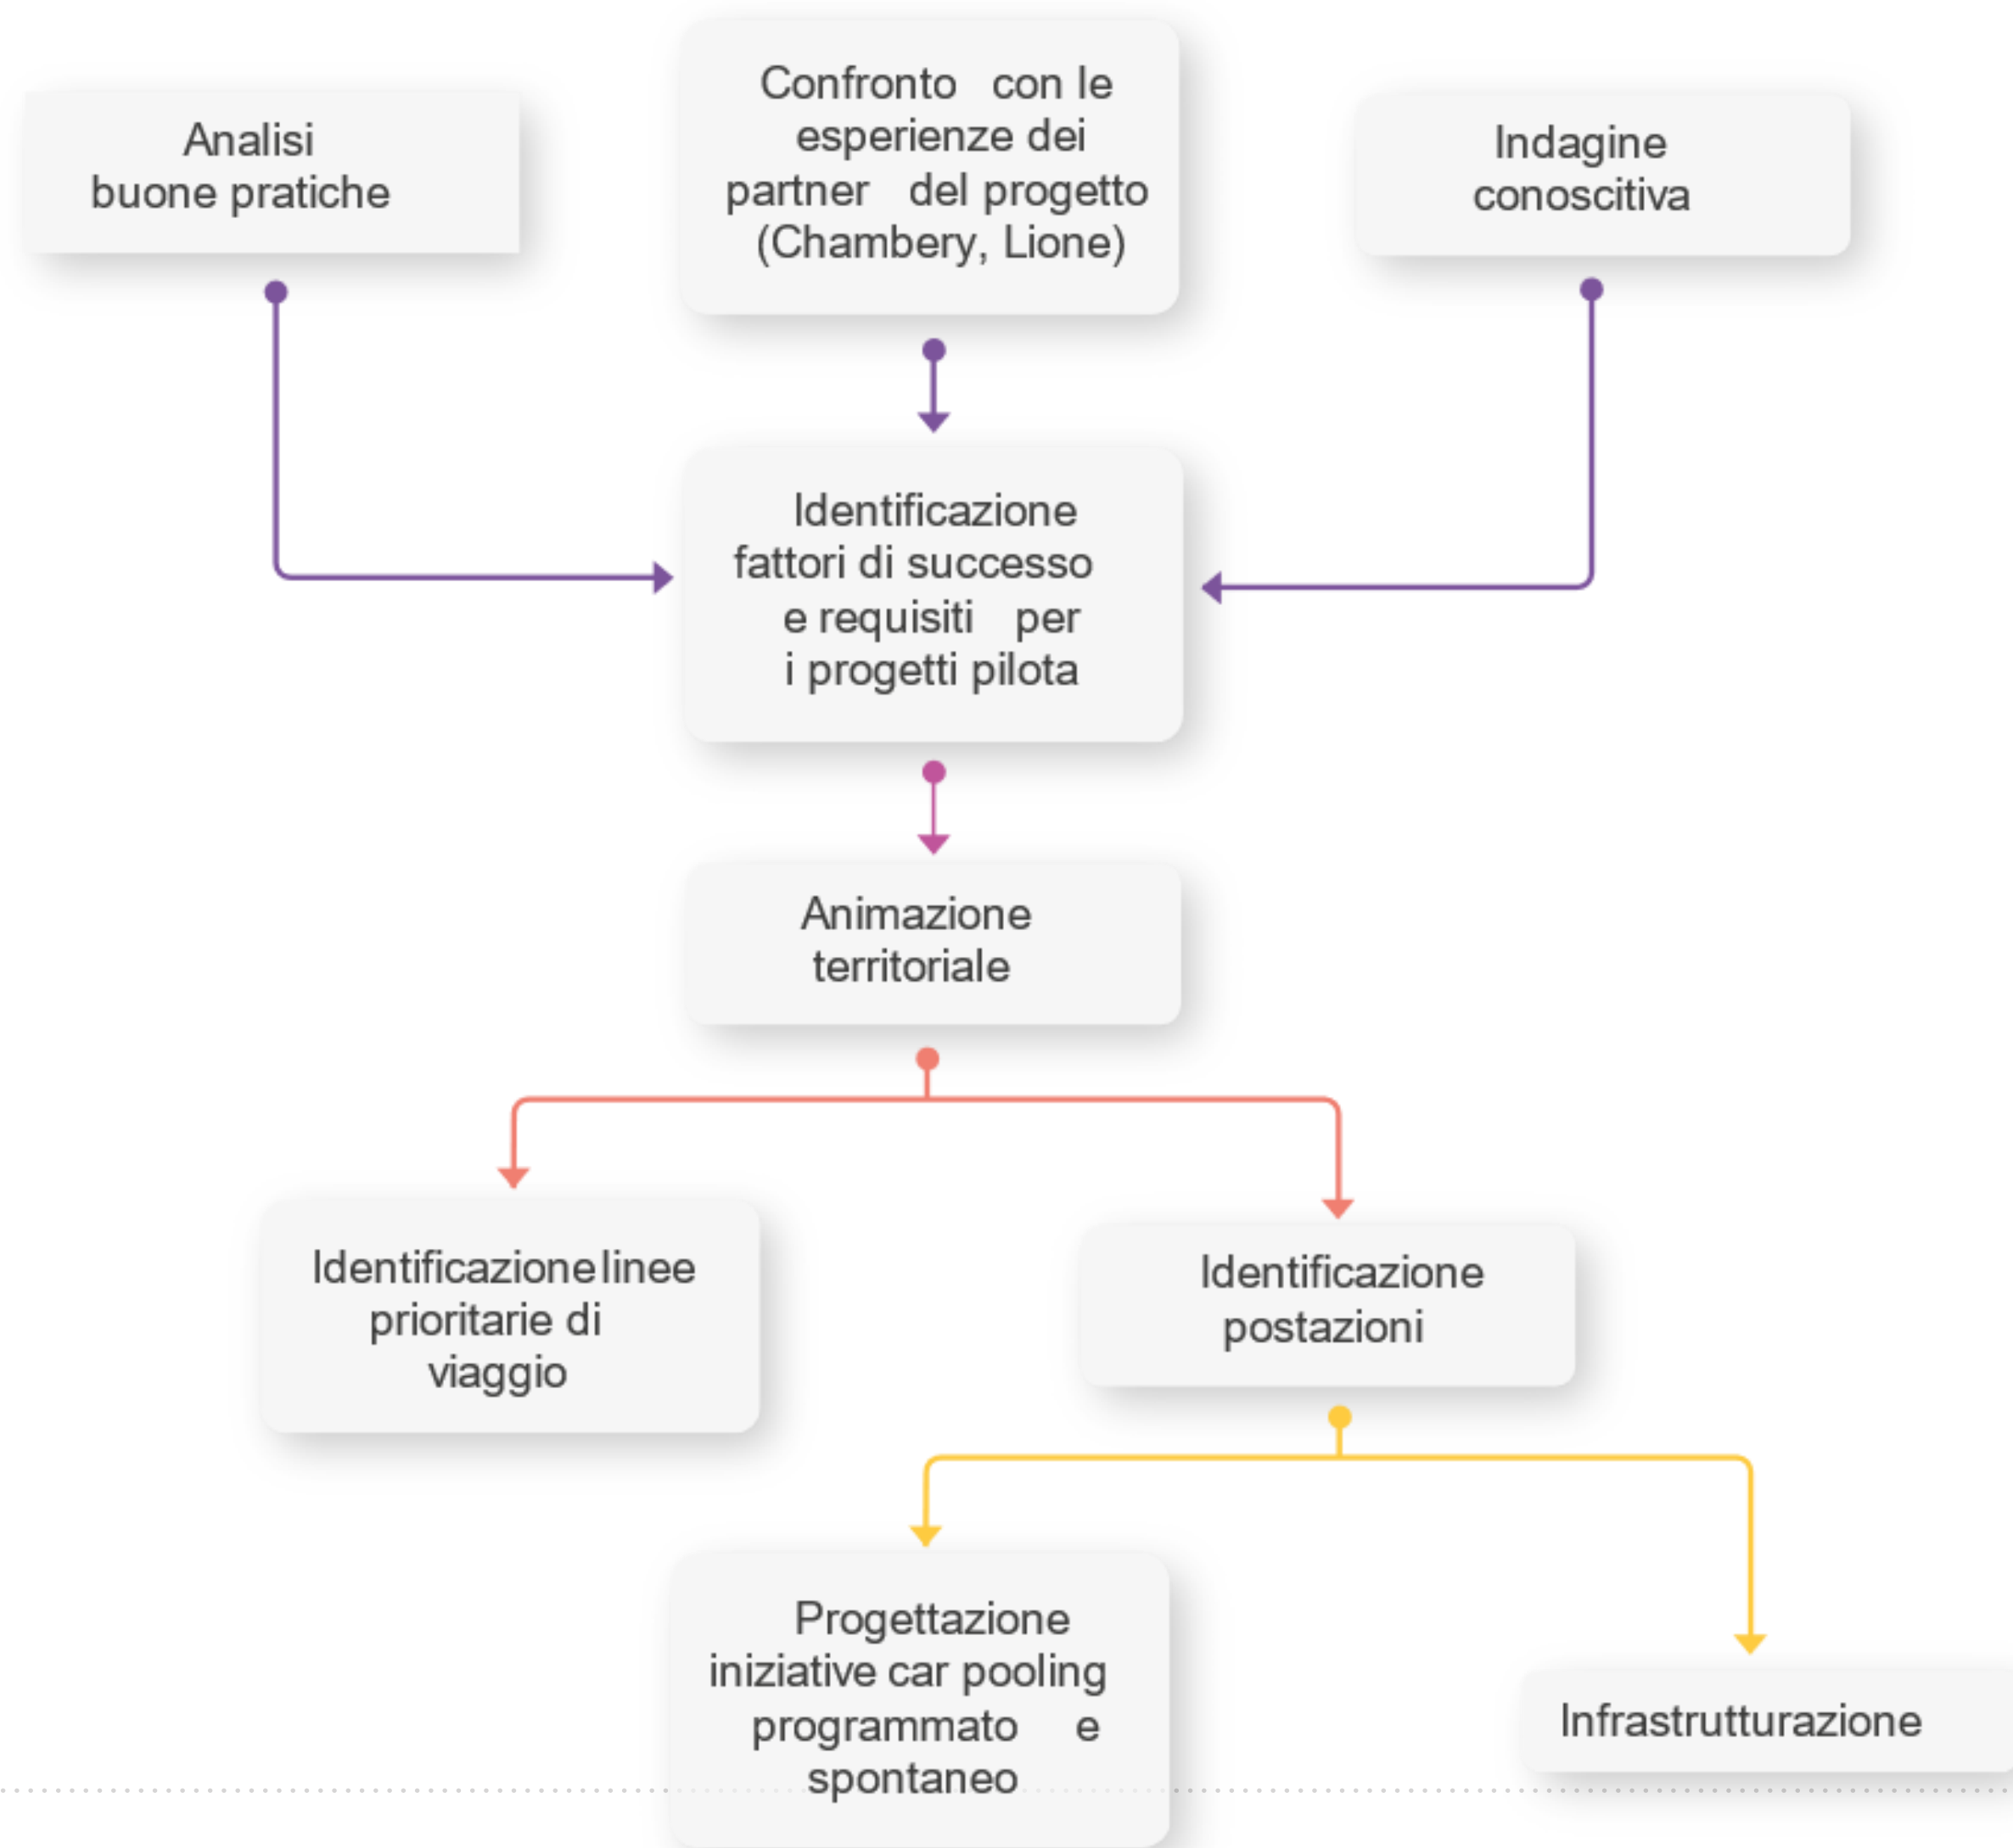 Analisi
buone pratiche
Confronto con le
esperienze dei
partner del progetto
(Chambery, Lione)
Indagine
conoscitiva
Identificazione
fattori di successo
e requisiti per
i progetti pilota
Animazione
territoriale
Identificazione linee
prioritarie di
viaggio
Identificazione
postazioni
Progettazione
iniziative car pooling
programmato e
spontaneo
Infrastrutturazione